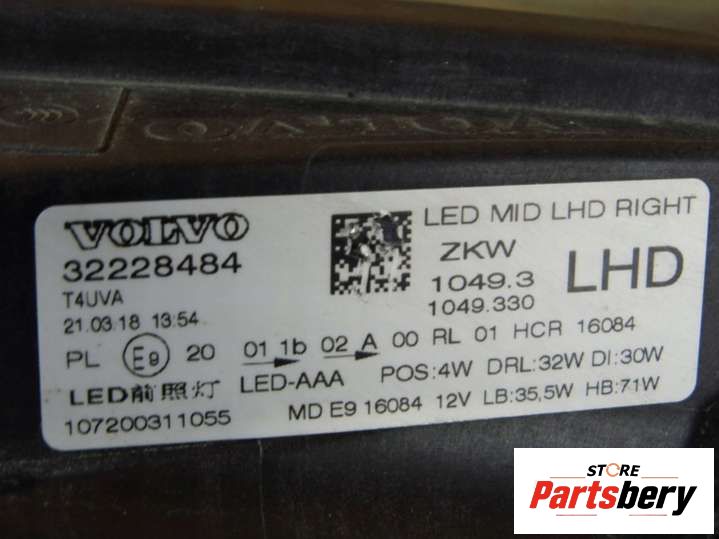 VOLVO
32228484
T4UVA
21.03.18 13:54
LED MID LHD RIGHT
ZKW
1049.3
1049.330
LHD
PL E9 20 01 1b 02 A 00 RL 01 HCR 16084
LED前照灯 LED-AAA POS:4W DRL:32W DI:30W
107200311055 MD E9 16084 12V LB:35,5W HB:71W
STORE
Partsbery